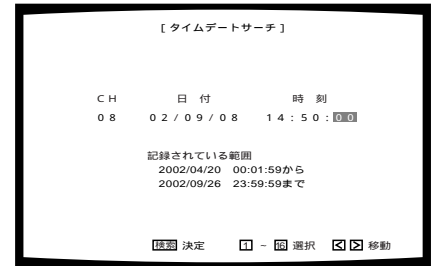 [タイムデートサーチ]
CH 日 付 時 刻
08 02/09/08 14:50:00
記録されている範囲
2002/04/20 00:01:59から
2002/09/26 23:59:59まで
検索 決定 1 ~ 16 選択 < > 移動